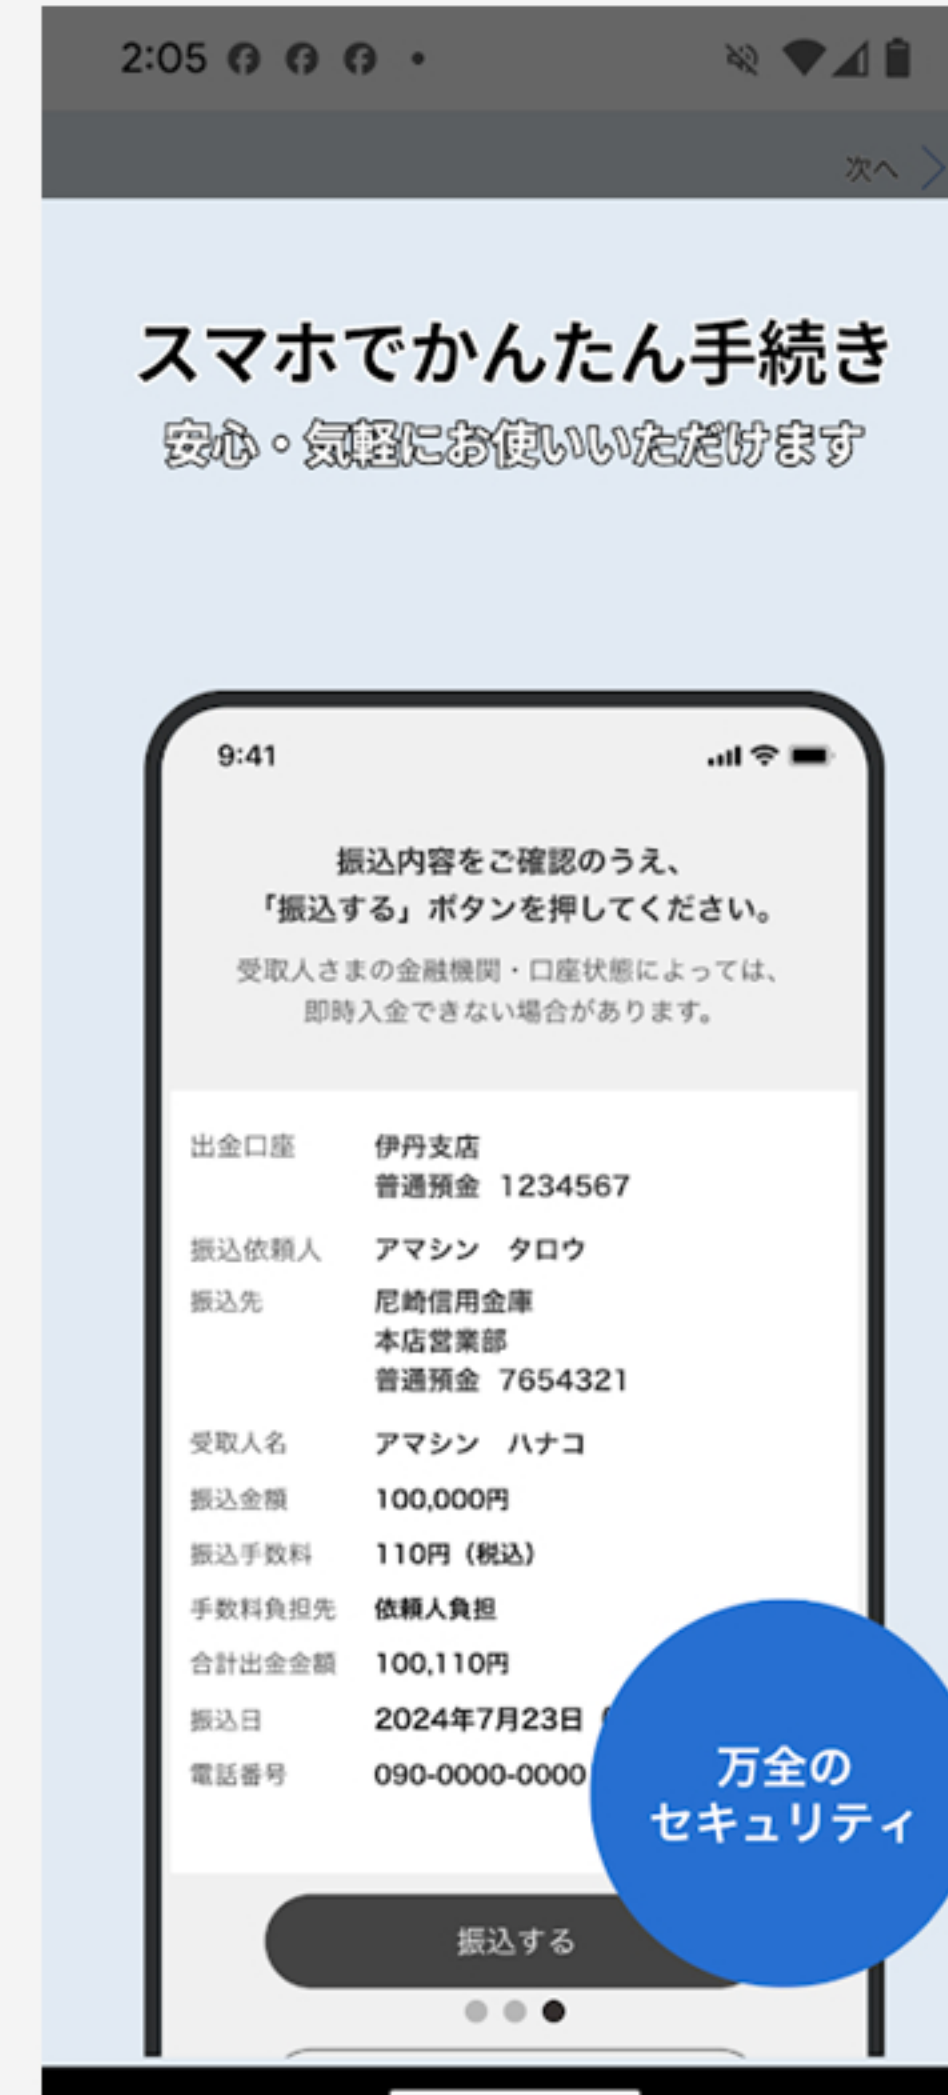 2:05
次へ
スマホでかんたん手続き
安心・気軽にお使いいただけます
9:41
振込内容をご確認のうえ、
「振込する」ボタンを押してください。
受取人さまの金融機関・口座状態によっては、
即時入金できない場合があります。
出金口座 伊丹支店
普通預金 1234567
振込依頼人 アマシン タロウ
振込先 尼崎信用金庫
本店営業部
普通預金 7654321
受取人名 アマシン ハナコ
振込金額 100,000円
振込手数料 110円（税込）
手数料負担先 依頼人負担
合計出金金額 100,110円
振込日 2024年7月23日
電話番号 090-0000-0000
万全の
セキュリティ
振込する